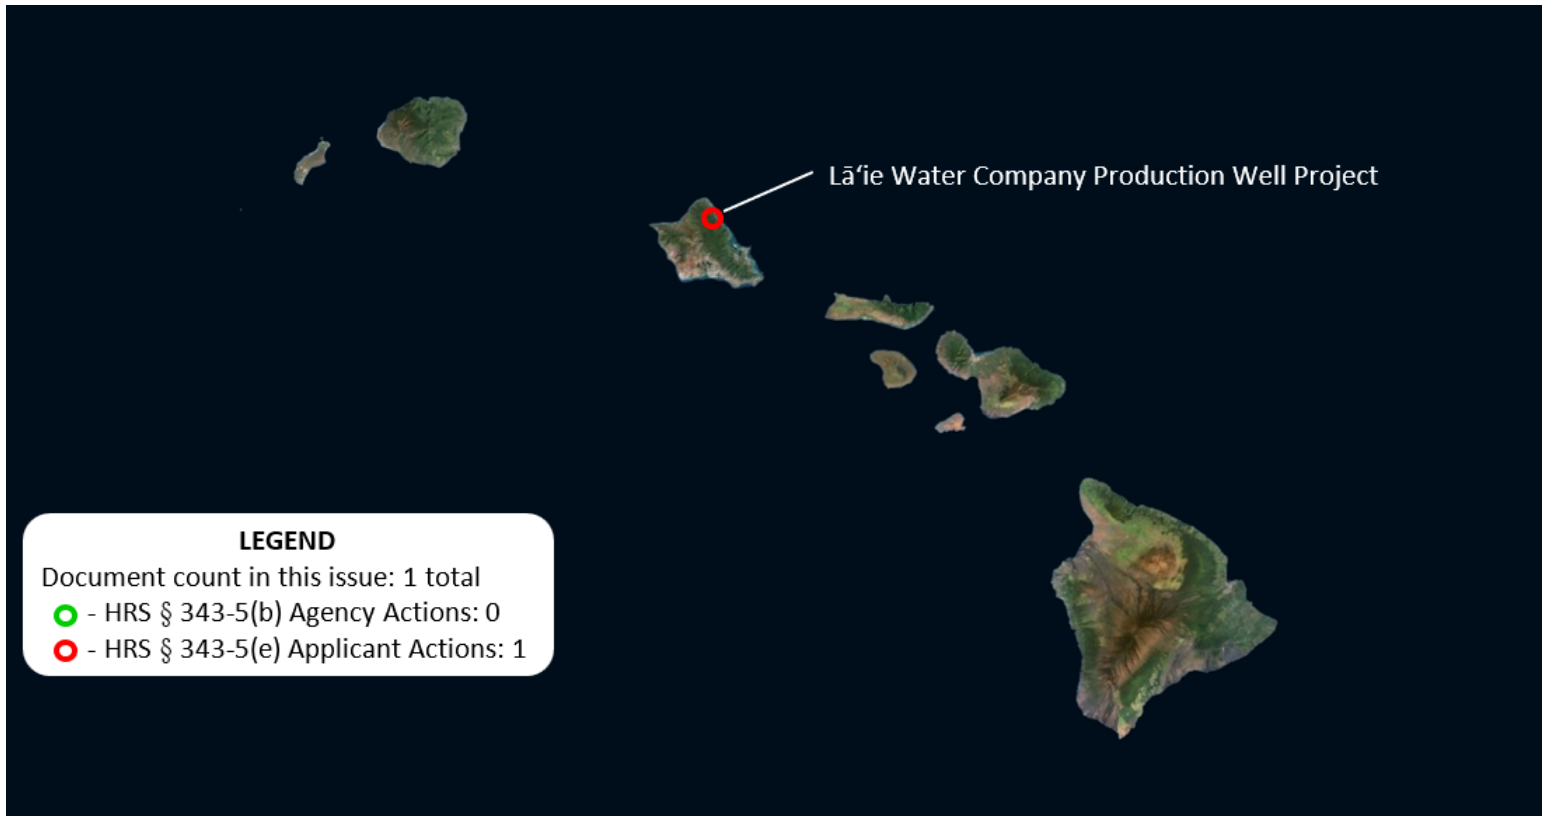 Lāʻie Water Company Production Well Project
LEGEND
Document count in this issue: 1 total
- HRS § 343-5(b) Agency Actions: 0
- HRS § 343-5(e) Applicant Actions: 1